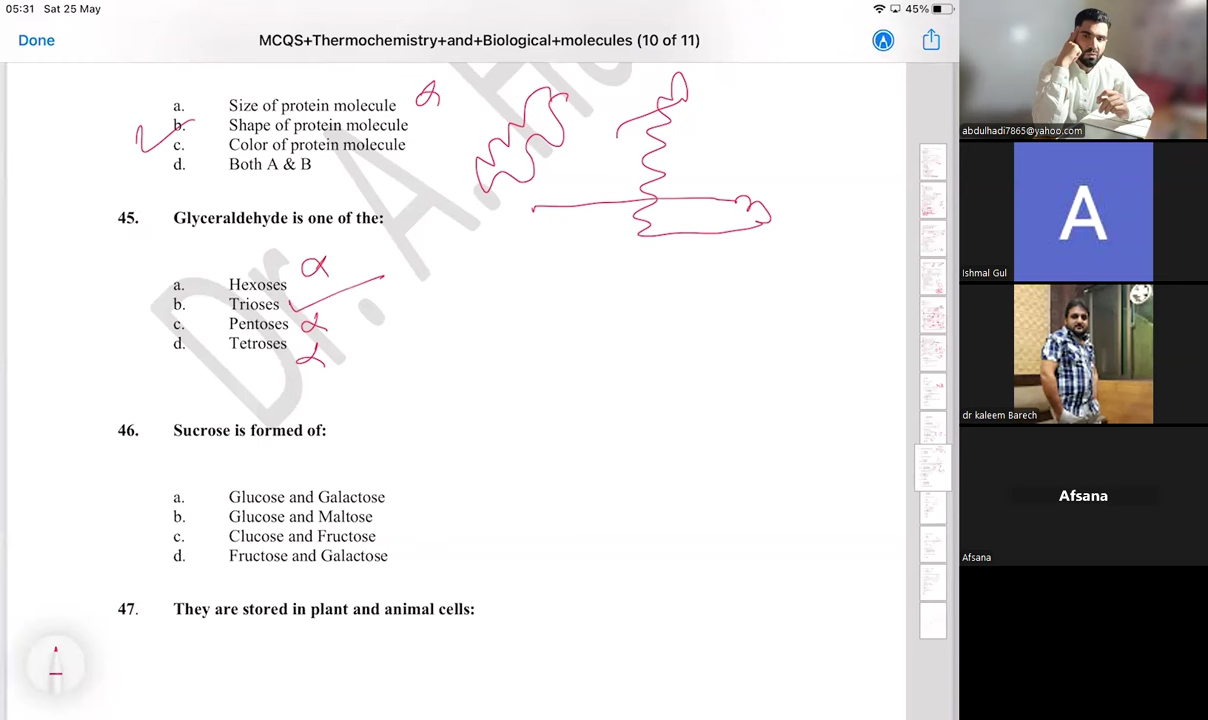 05:31 Sat 25 May
45%
Done
MCQS+Thermochemistry+and+Biological+molecules (10 of 11)
a. Size of protein molecule
b. Shape of protein molecule
c. Color of protein molecule
d. Both A & B
45. Glyceraldehyde is one of the:
a. Hexoses
b. Trioses
c. Pentoses
d. Tetroses
46. Sucrose is formed of:
a. Glucose and Galactose
b. Glucose and Maltose
c. Clucose and Fructose
d. Fructose and Galactose
47. They are stored in plant and animal cells:
Dr. A. H
abdulhadi7865@yahoo.com
A
Ishmal Gul
dr kaleem Barech
Afsana
Afsana